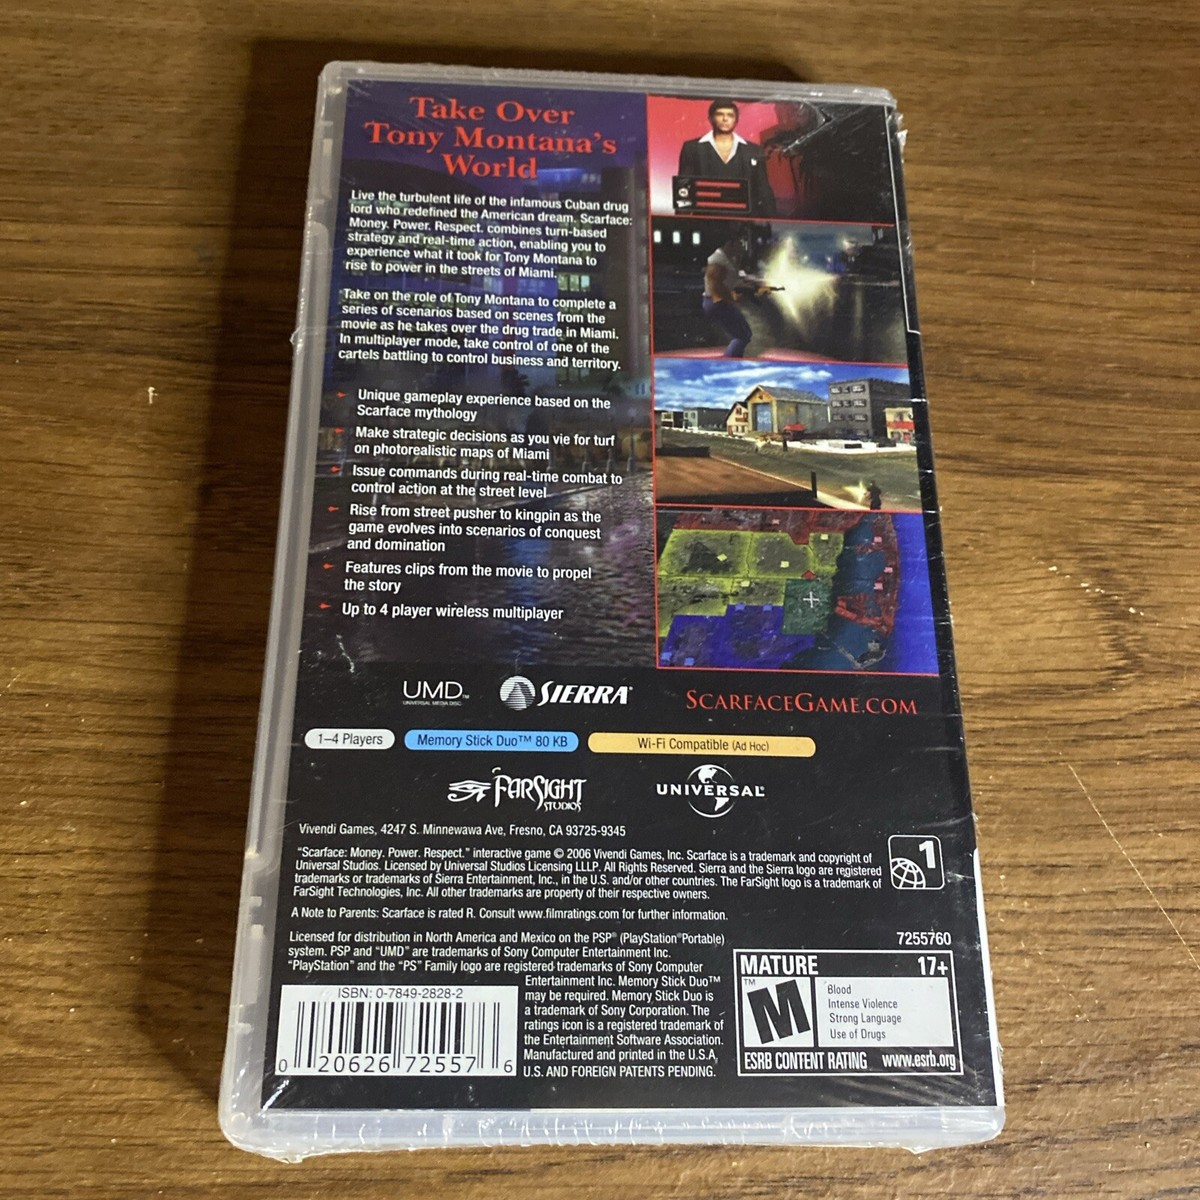 Take Over
Tony Montana's
World
Live the turbulent life of the infamous Cuban drug
lord who redefined the American dream. Scarface:
Money. Power. Respect. combines turn-based
strategy and real-time action, enabling you to
experience what it took for Tony Montana to
rise to power in the streets of Miami.
Take on the role of Tony Montana to complete a
series of scenarios based on scenes from the
movie as he takes over the drug trade in Miami.
In multiplayer mode, take control of one of the
cartels battling to control business and territory.
Unique gameplay experience based on the
Scarface mythology
Make strategic decisions as you vie for turf
on photorealistic maps of Miami
Issue commands during real-time combat to
control action at the street level
Rise from street pusher to kingpin as the
game evolves into scenarios of conquest
and domination
Features clips from the movie to propel
the story
Up to 4 player wireless multiplayer
UMD™
UNIVERSAL MEDIA DISC
SIERRA®
ScarfaceGame.com
1–4 Players
Memory Stick Duo™ 80 KB
Wi-Fi Compatible (Ad Hoc)
FarSight
STUDIOS
UNIVERSAL®
Vivendi Games, 4247 S. Minnewawa Ave, Fresno, CA 93725-9345
"Scarface: Money. Power. Respect." interactive game © 2006 Vivendi Games, Inc. Scarface is a trademark and copyright of
Universal Studios. Licensed by Universal Studios Licensing LLLP. All Rights Reserved. Sierra and the Sierra logo are registered
trademarks or trademarks of Sierra Entertainment, Inc., in the U.S. and/or other countries. The FarSight logo is a trademark of
FarSight Technologies, Inc. All other trademarks are property of their respective owners.
1
A Note to Parents: Scarface is rated R. Consult www.filmratings.com for further information.
Licensed for distribution in North America and Mexico on the PSP® (PlayStation®Portable)
system. PSP and "UMD" are trademarks of Sony Computer Entertainment Inc.
"PlayStation" and the "PS" Family logo are registered trademarks of Sony Computer
Entertainment Inc. Memory Stick Duo™
may be required. Memory Stick Duo is
a trademark of Sony Corporation. The
ratings icon is a registered trademark of
the Entertainment Software Association.
Manufactured and printed in the U.S.A.
U.S. AND FOREIGN PATENTS PENDING.
ISBN: 0-7849-2828-2
0 20626 72557 6
7255760
MATURE 17+
M
TM
Blood
Intense Violence
Strong Language
Use of Drugs
ESRB CONTENT RATING www.esrb.org